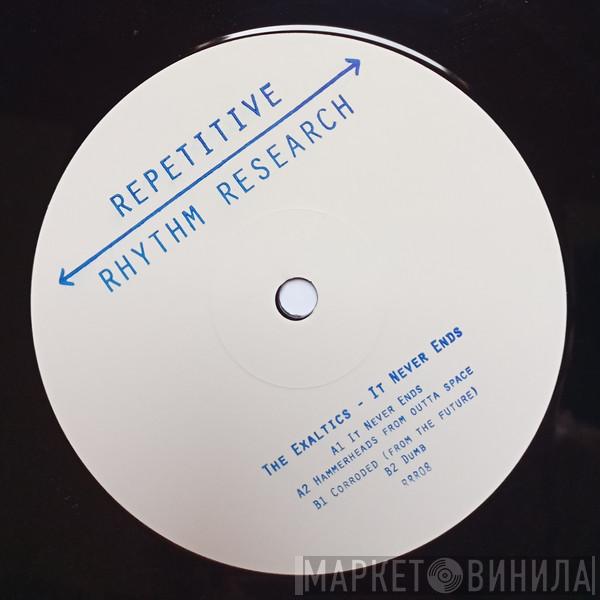 REPETITIVE
RHYTHM RESEARCH
THE EXALTICS - IT NEVER ENDS
A1 IT NEVER ENDS
A2 HAMMERHEADS FROM OUTTA SPACE
B1 CORRODED (FROM THE FUTURE)
B2 DUMB
RRR08
МАРКЕТ ВИНИЛА